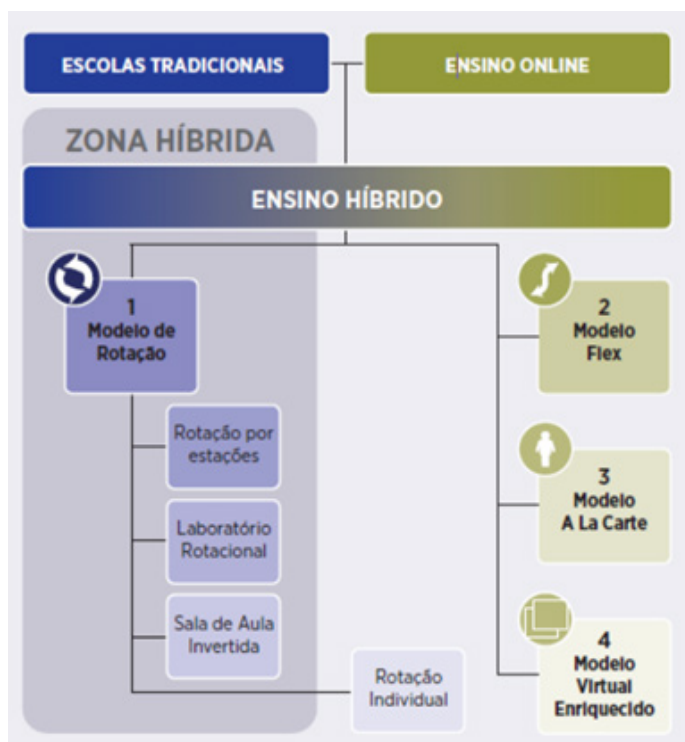 ESCOLAS TRADICIONAIS
ENSINO ONLINE
ZONA HÍBRIDA
ENSINO HÍBRIDO
1
Modelo de
Rotação
Rotação por
estações
Laboratório
Rotacional
Sala de Aula
Invertida
Rotação
Individual
2
Modelo
Flex
3
Modelo
A La Carte
4
Modelo
Virtual
Enriquecido